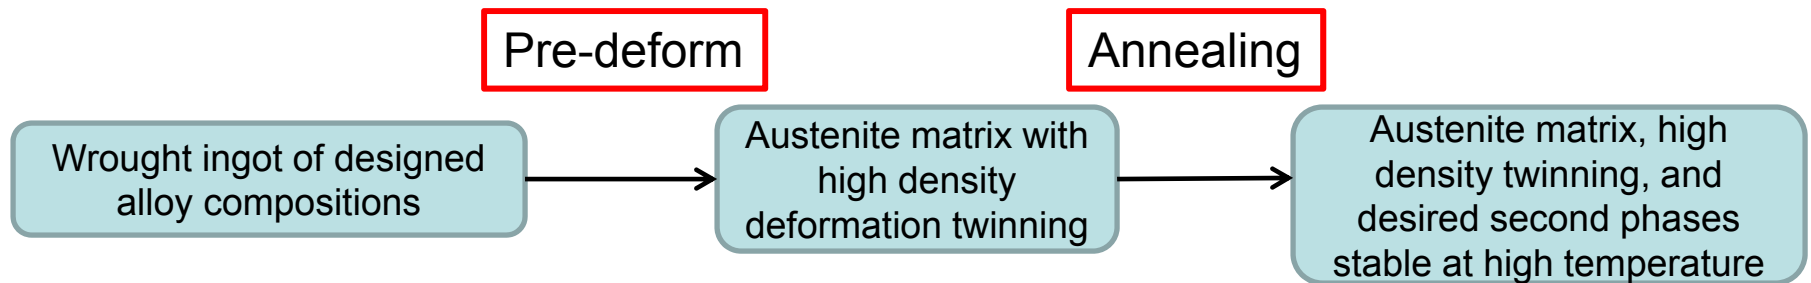 Pre-deform
Annealing
Wrought ingot of designed
alloy compositions
Austenite matrix with
high density
deformation twinning
Austenite matrix, high
density twinning, and
desired second phases
stable at high temperature